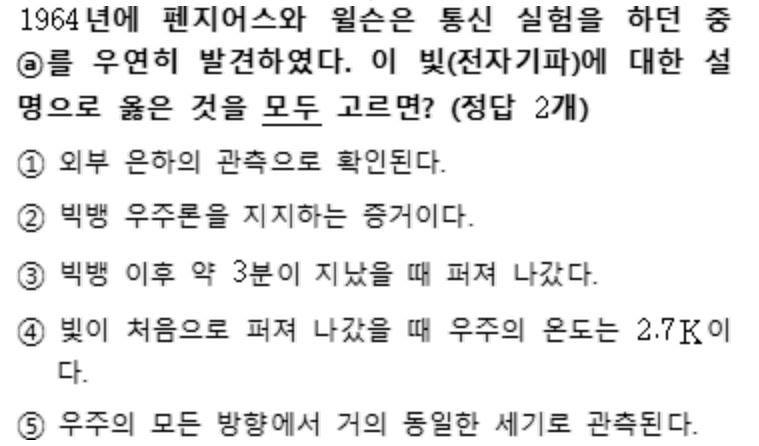 1964년에 펜지어스와 윌슨은 통신 실험을 하던 중
ⓐ를 우연히 발견하였다. 이 빛(전자기파)에 대한 설
명으로 옳은 것을 모두 고르면? (정답 2개)
① 외부 은하의 관측으로 확인된다.
② 빅뱅 우주론을 지지하는 증거이다.
③ 빅뱅 이후 약 3분이 지났을 때 퍼져 나갔다.
④ 빛이 처음으로 퍼져 나갔을 때 우주의 온도는 2.7K이
다.
⑤ 우주의 모든 방향에서 거의 동일한 세기로 관측된다.